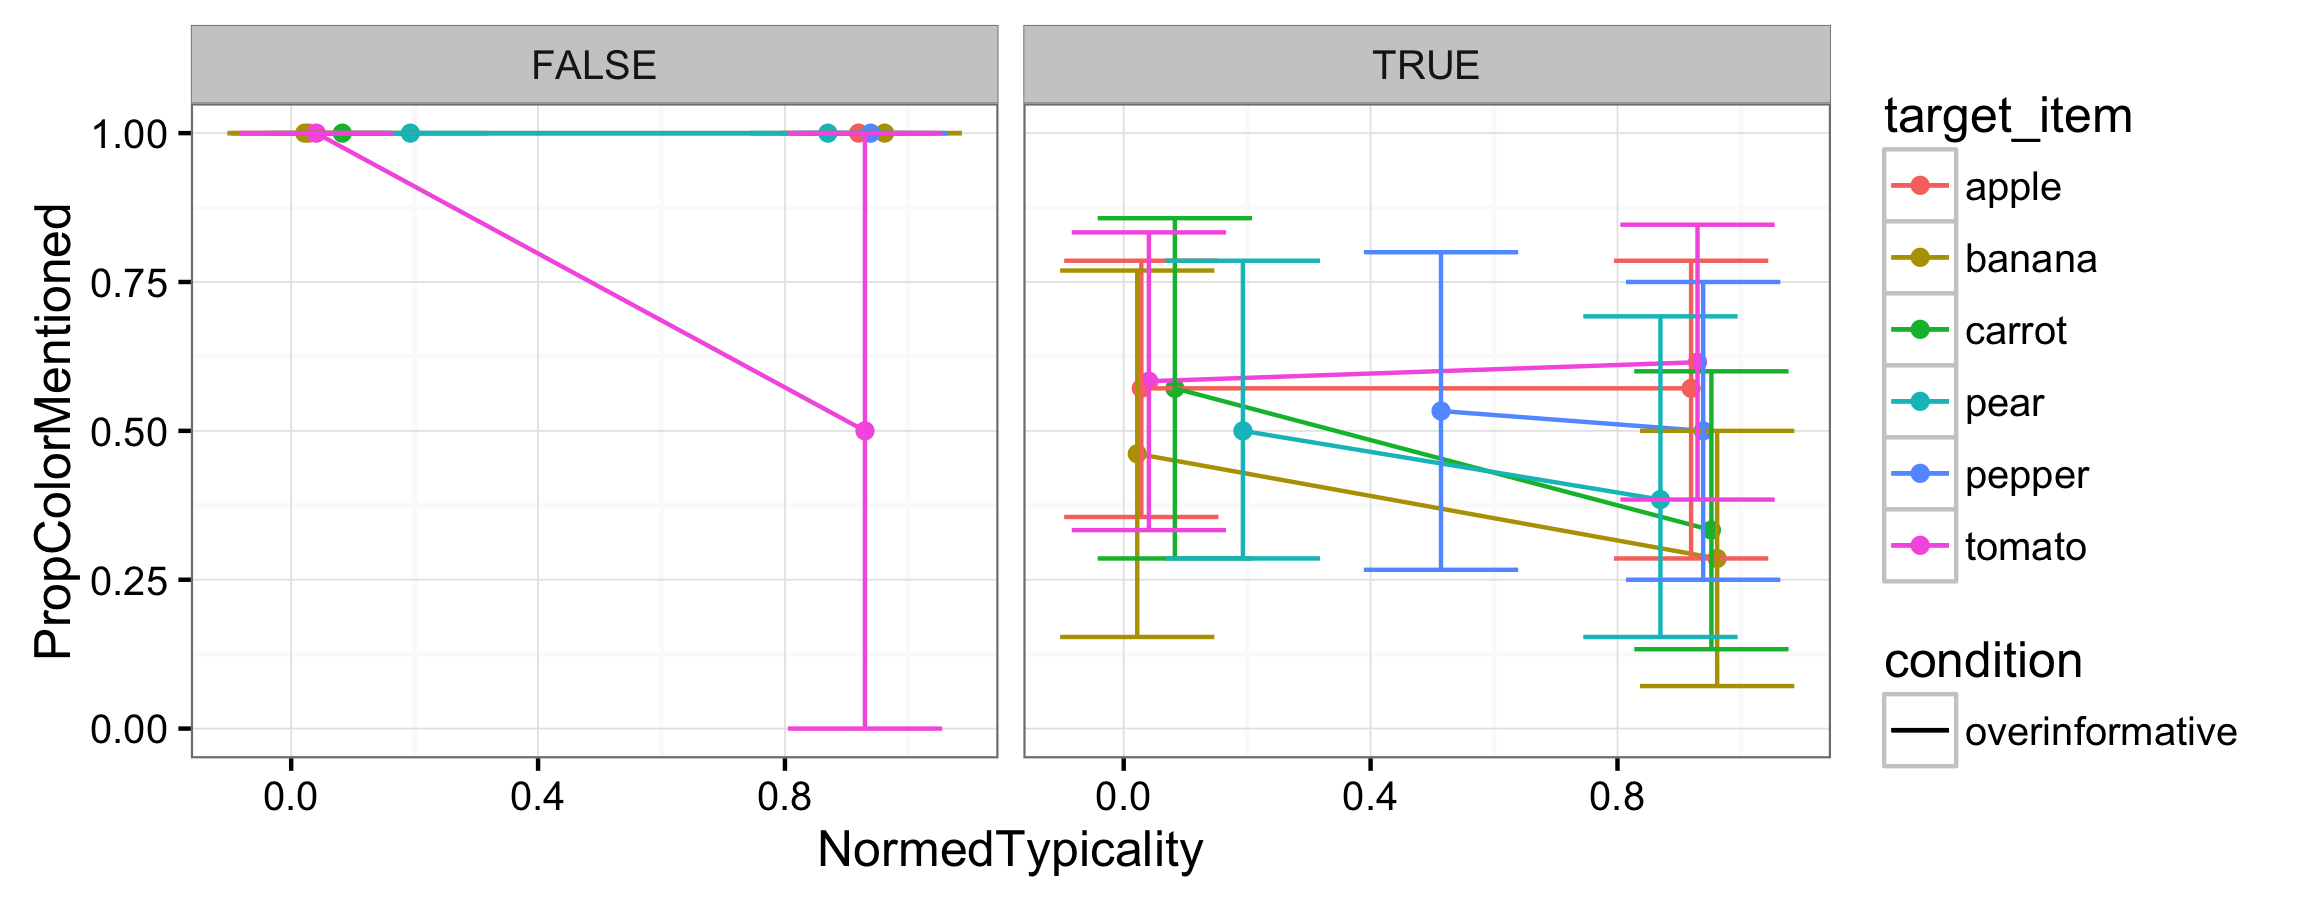 FALSE
TRUE
PropColorMentioned
1.00
0.75
0.50
0.25
0.00
0.0
0.4
0.8
0.0
0.4
0.8
NormedTypicality
target_item
apple
banana
carrot
pear
pepper
tomato
condition
overinformative